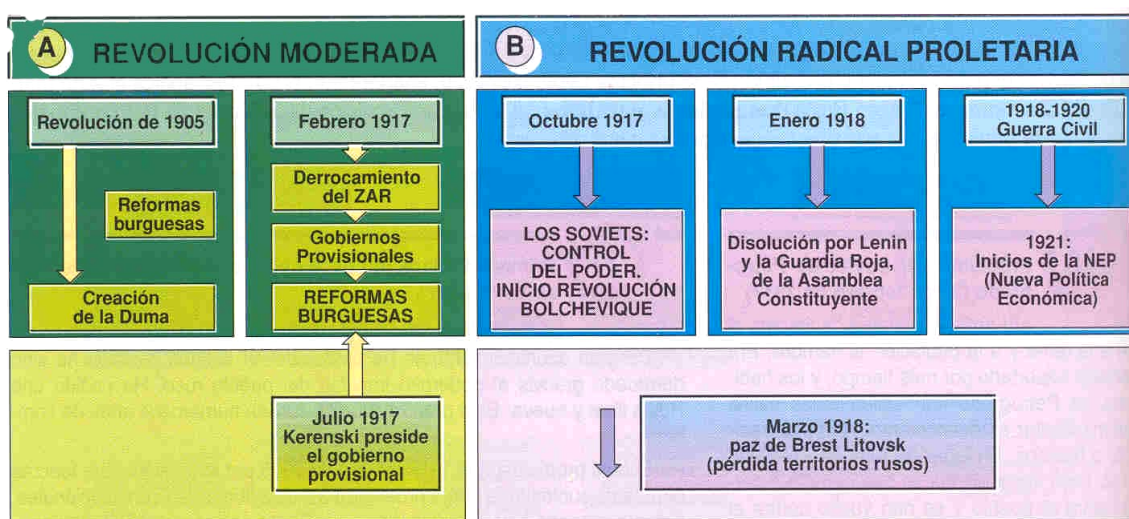 A
REVOLUCIÓN MODERADA
Revolución de 1905
Reformas
burguesas
Creación
de la Duma
Febrero 1917
Derrocamiento
del ZAR
Gobiernos
Provisionales
REFORMAS
BURGUESAS
Julio 1917
Kerenski preside
el gobierno
provisional
B
REVOLUCIÓN RADICAL PROLETARIA
Octubre 1917
LOS SOVIETS:
CONTROL
DEL PODER.
INICIO REVOLUCIÓN
BOLCHEVIQUE
Enero 1918
Disolución por Lenin
y la Guardia Roja,
de la Asamblea
Constituyente
1918-1920
Guerra Civil
1921:
Inicios de la NEP
(Nueva Política
Económica)
Marzo 1918:
paz de Brest Litovsk
(pérdida territorios rusos)